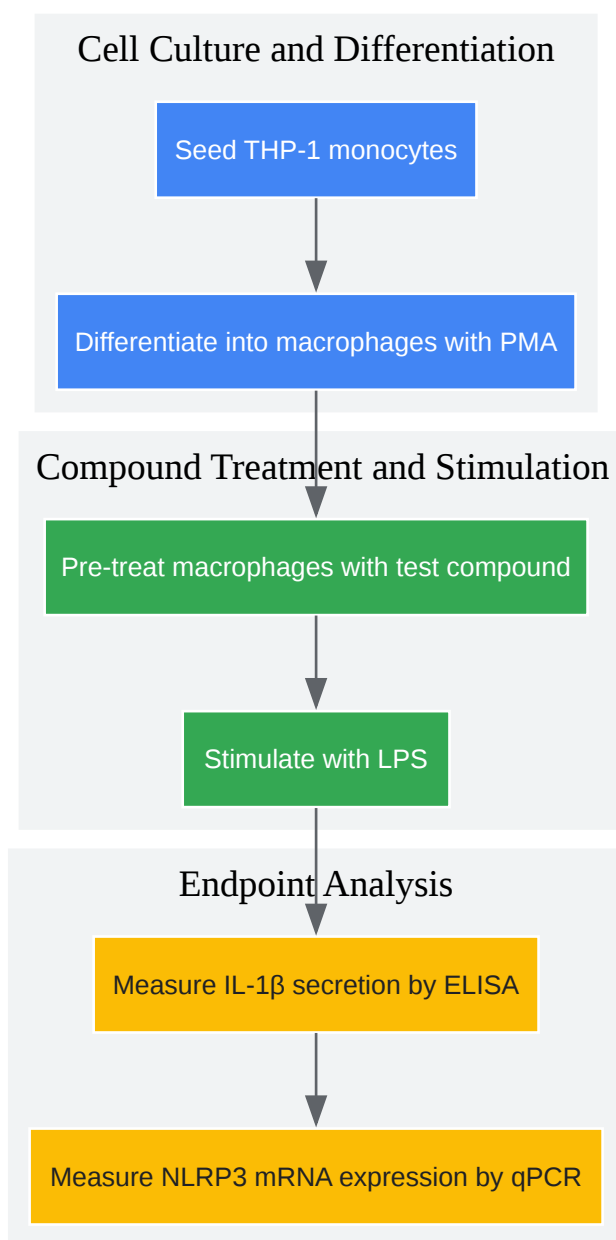 Cell Culture and Differentiation
Seed THP-1 monocytes
Differentiate into macrophages with PMA
Compound Treatment and Stimulation
Pre-treat macrophages with test compound
Stimulate with LPS
Endpoint Analysis
Measure IL-1β secretion by ELISA
Measure NLRP3 mRNA expression by qPCR